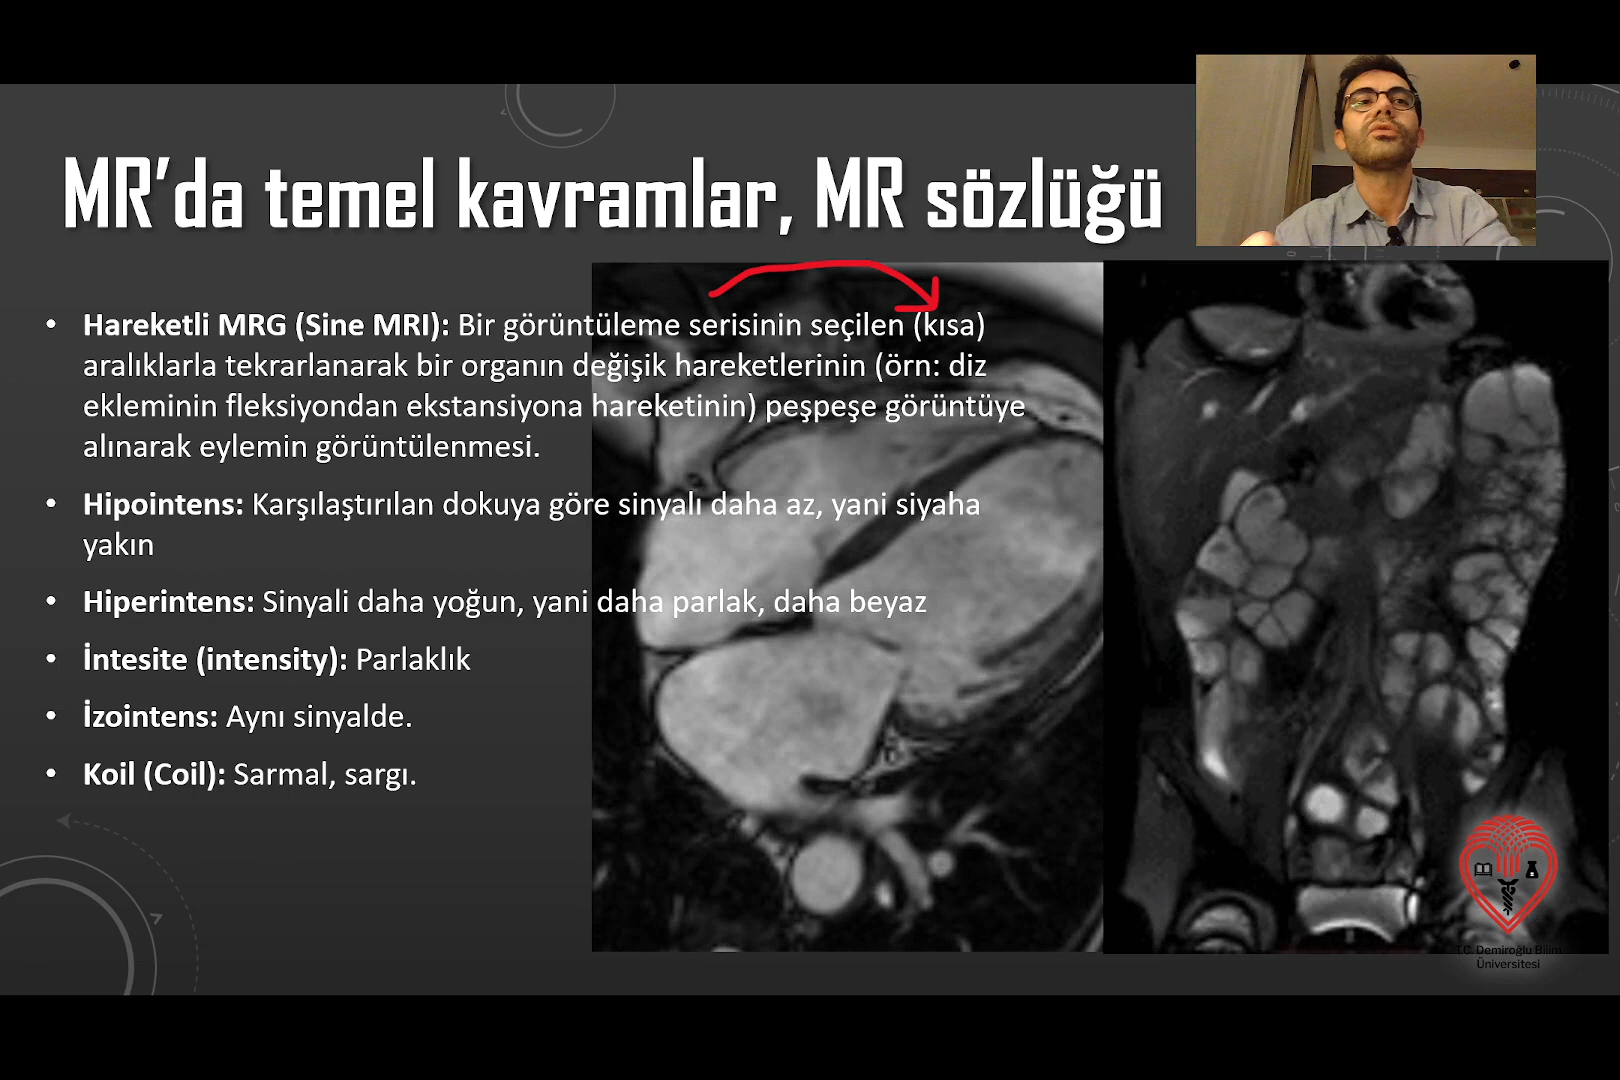 MR’da temel kavramlar, MR sözlüğü
• Hareketli MRG (Sine MRI): Bir görüntüleme serisinin seçilen (kısa)
aralıklarla tekrarlanarak bir organın değişik hareketlerinin (örn: diz
ekleminin fleksiyondan ekstansiyona hareketinin) peşpeşe görüntüye
alınarak eylemin görüntülenmesi.
• Hipointens: Karşılaştırılan dokuya göre sinyalı daha az, yani siyaha
yakın
• Hiperintens: Sinyali daha yoğun, yani daha parlak, daha beyaz
• İntesite (intensity): Parlaklık
• İzointens: Aynı sinyalde.
• Koil (Coil): Sarmal, sargı.
T.C. Demiroğlu Bilim
Üniversitesi